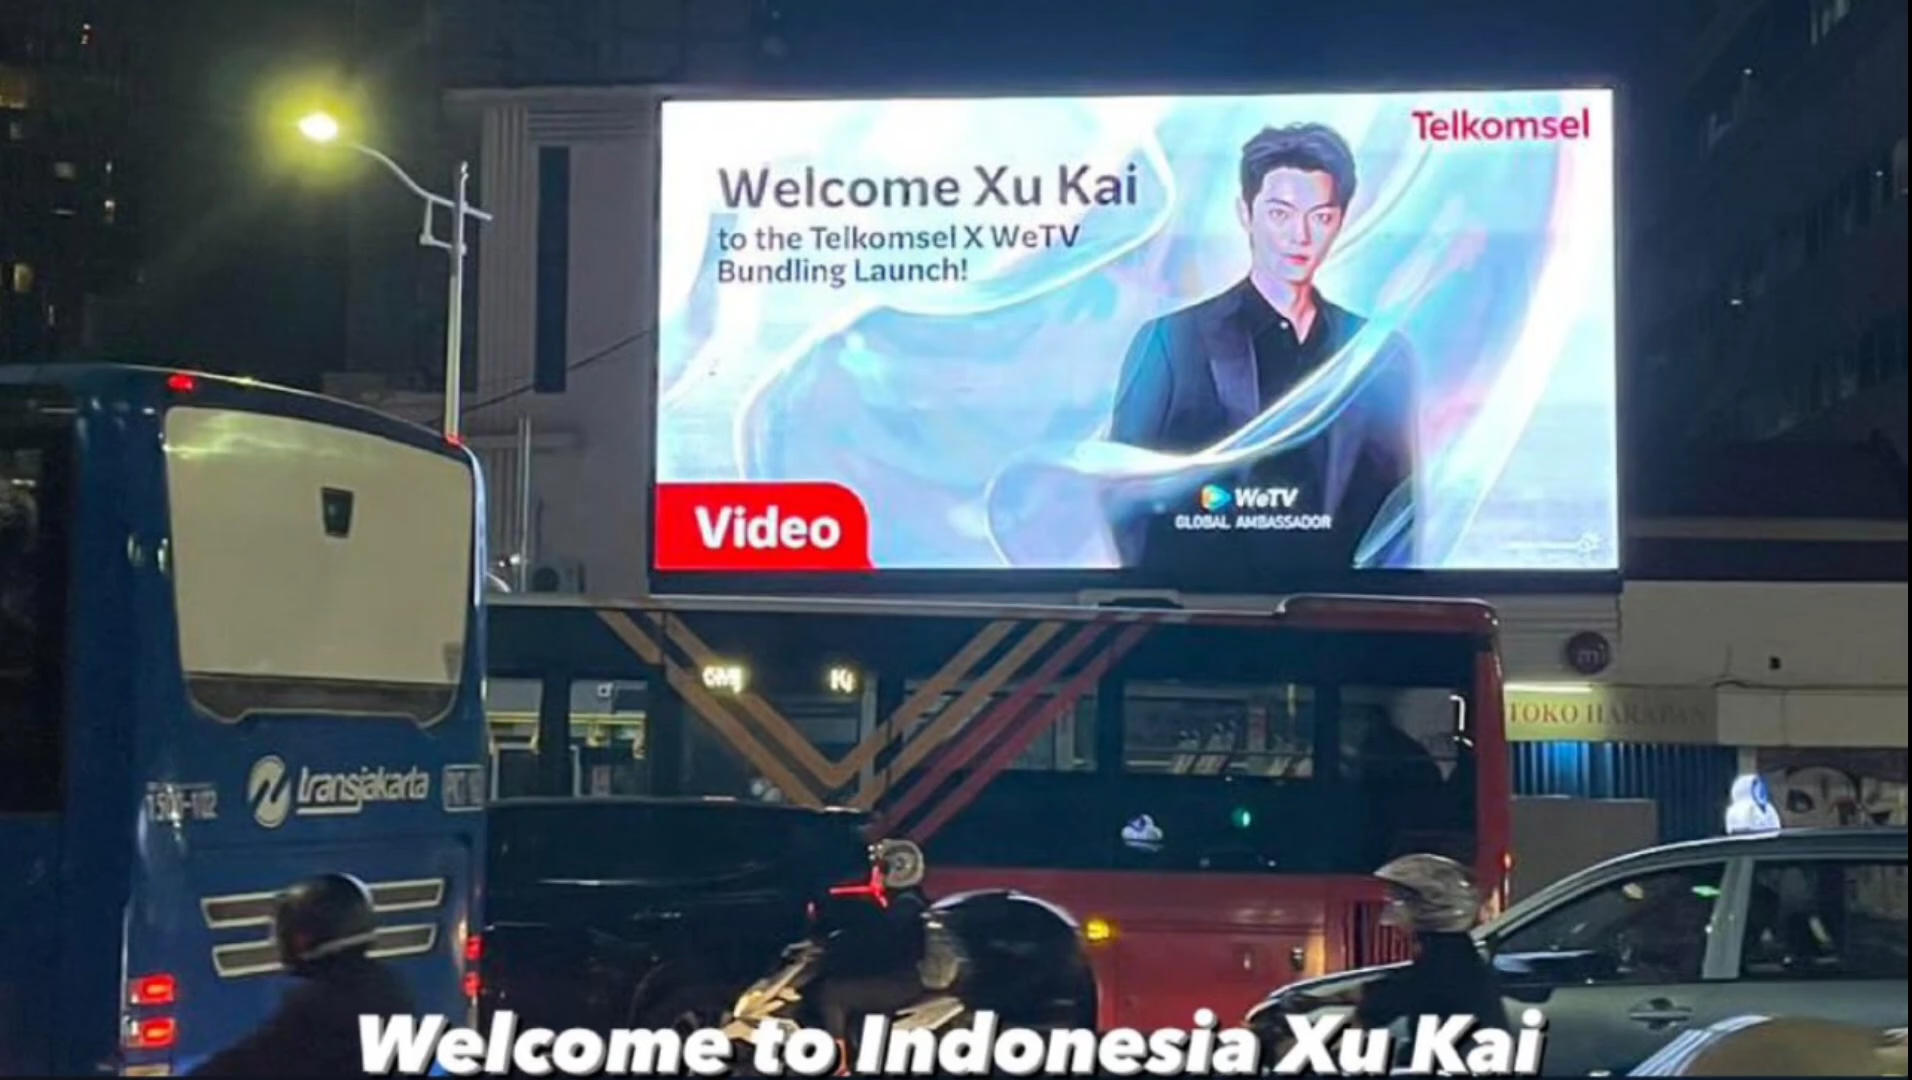 Telkomsel
Welcome Xu Kai
to the Telkomsel X WeTV
Bundling Launch!
WeTV
GLOBAL AMBASSADOR
Video
TOKO HARAPAN
transjakarta
Welcome to Indonesia Xu Kai